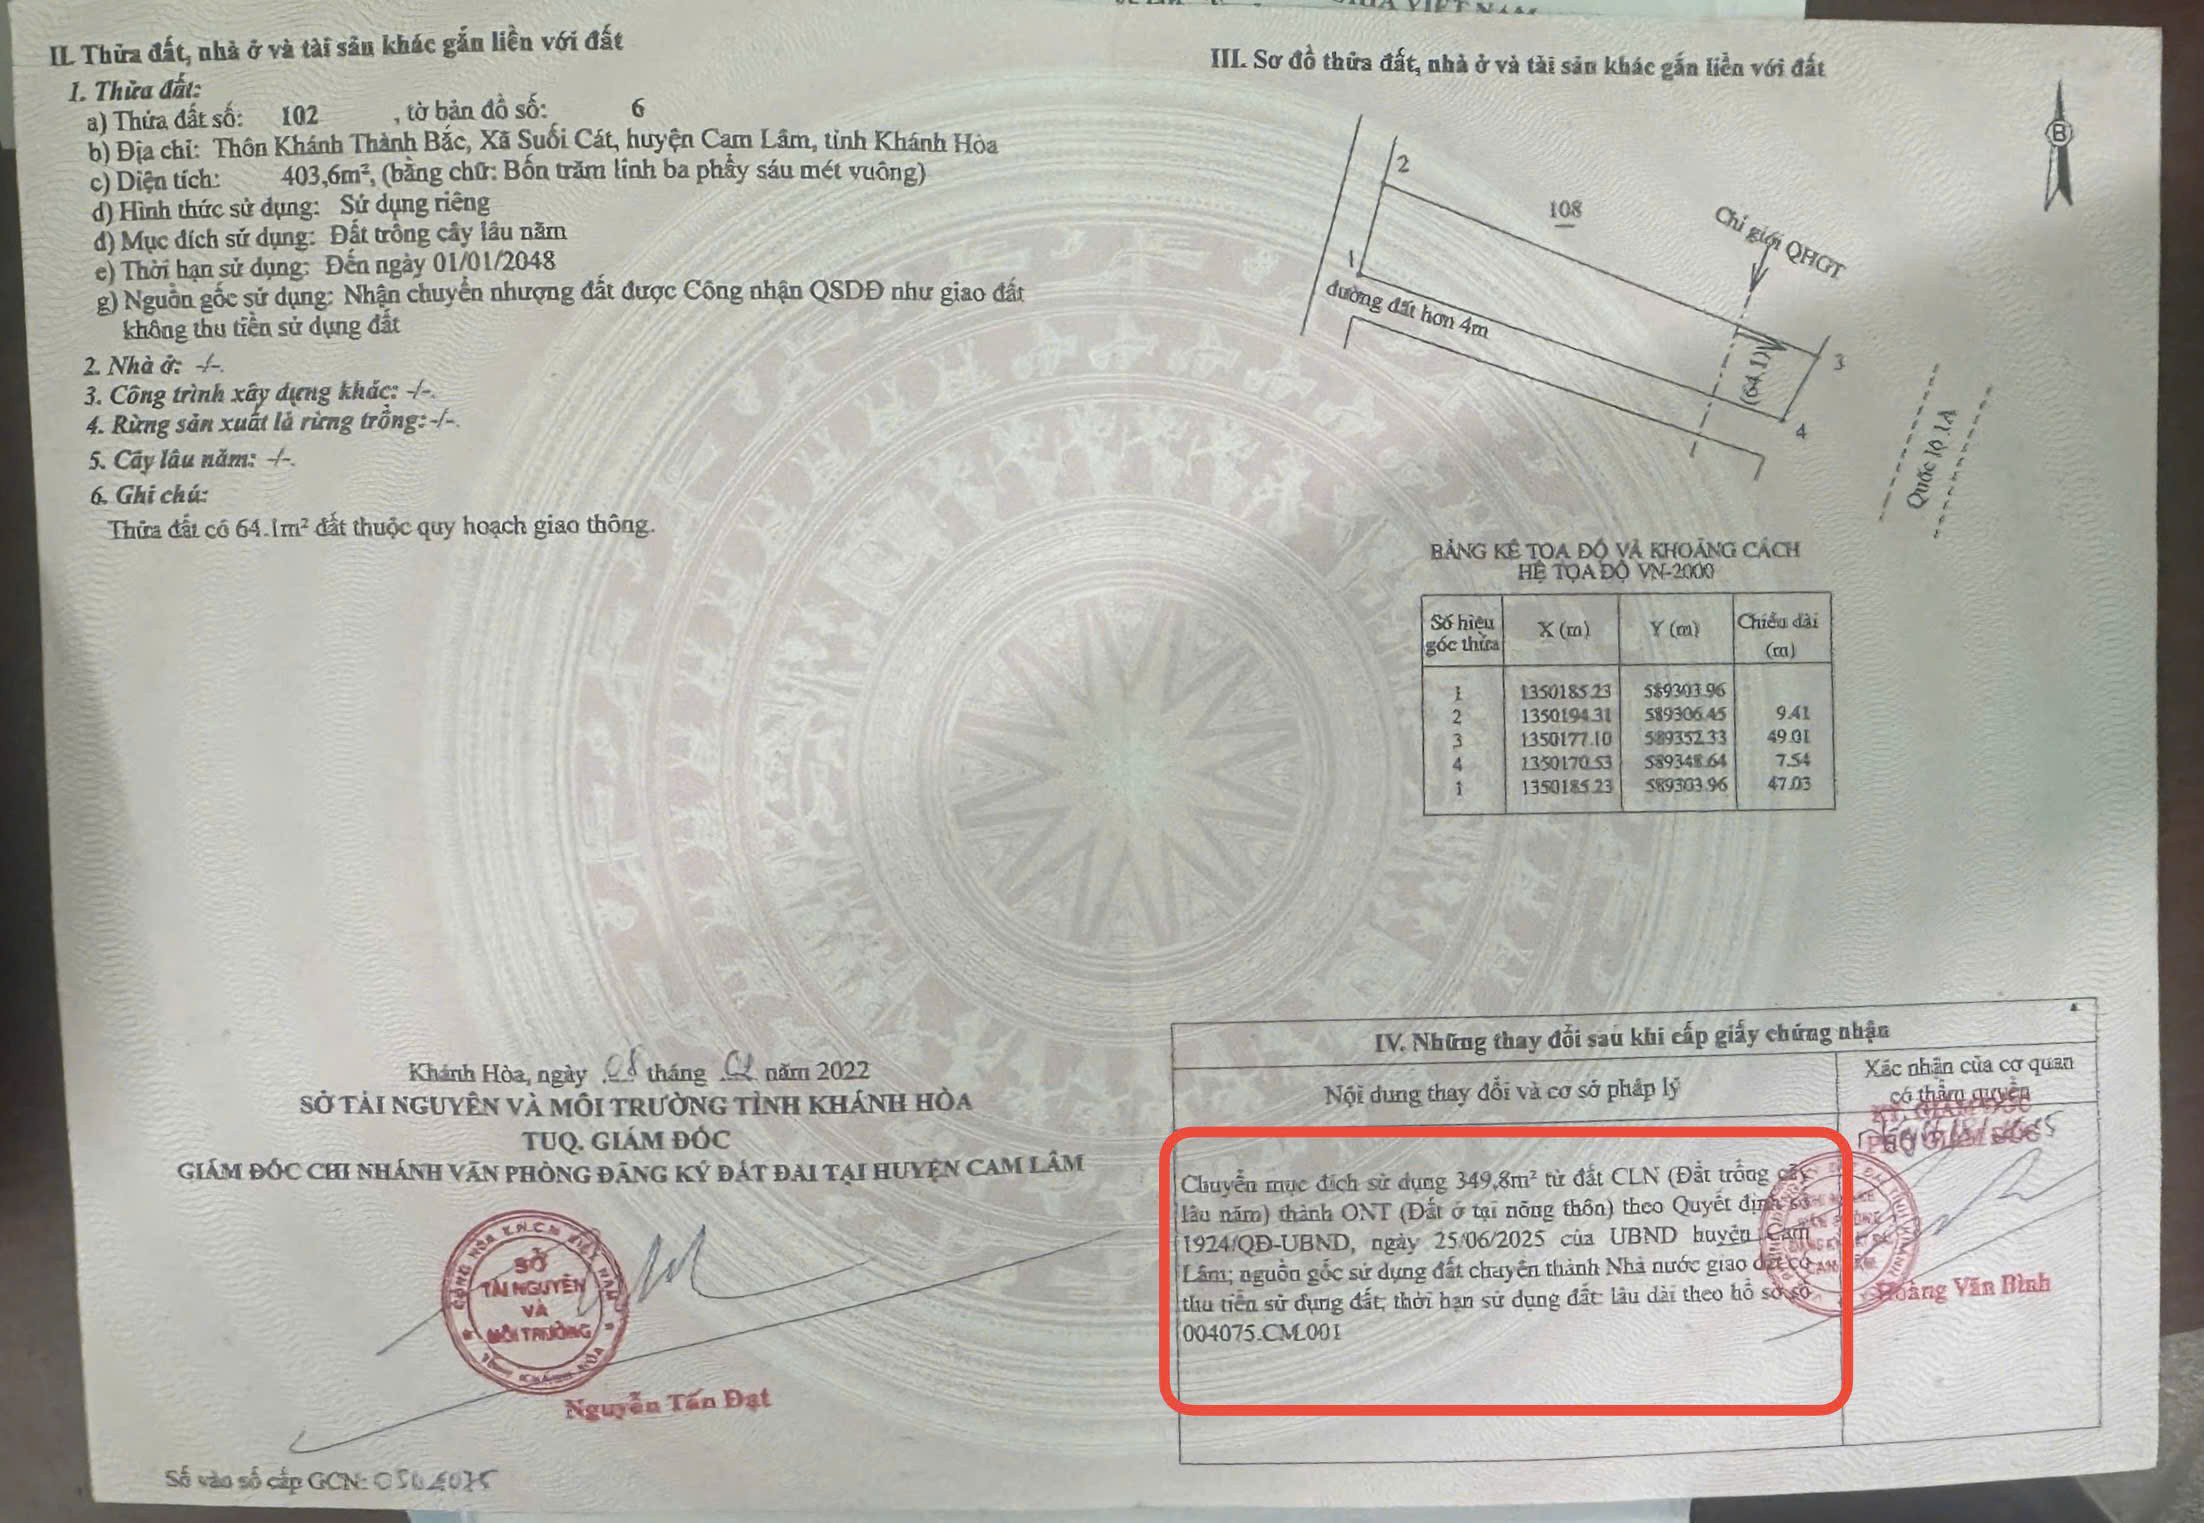 II. Thửa đất, nhà ở và tài sản khác gắn liền với đất
1. Thửa đất:
a) Thửa đất số: 102 , tờ bản đồ số: 6
b) Địa chỉ: Thôn Khánh Thành Bắc, Xã Suối Cát, huyện Cam Lâm, tỉnh Khánh Hòa
c) Diện tích: 403,6m², (bằng chữ: Bốn trăm linh ba phẩy sáu mét vuông)
d) Hình thức sử dụng: Sử dụng riêng
đ) Mục đích sử dụng: Đất trồng cây lâu năm
e) Thời hạn sử dụng: Đến ngày 01/01/2048
g) Nguồn gốc sử dụng: Nhận chuyển nhượng đất được Công nhận QSDĐ như giao đất
không thu tiền sử dụng đất
2. Nhà ở: -/-.
3. Công trình xây dựng khác: -/-.
4. Rừng sản xuất là rừng trồng: -/-.
5. Cây lâu năm: -/-.
6. Ghi chú:
Thửa đất có 64.1m² đất thuộc quy hoạch giao thông.
Khánh Hòa, ngày 08 tháng 02 năm 2022
SỞ TÀI NGUYÊN VÀ MÔI TRƯỜNG TỈNH KHÁNH HÒA
TUQ. GIÁM ĐỐC
GIÁM ĐỐC CHI NHÁNH VĂN PHÒNG ĐĂNG KÝ ĐẤT ĐAI TẠI HUYỆN CAM LÂM
SỞ
TÀI NGUYÊN
VÀ
MÔI TRƯỜNG
Nguyễn Tấn Đạt
Số vào sổ cấp GCN:
III. Sơ đồ thửa đất, nhà ở và tài sản khác gắn liền với đất
B
2
108
Chỉ giới QHGT
1
đường đất hơn 4m
(64.1)
3
4
Quốc lộ 1A
BẢNG KÊ TỌA ĐỘ VÀ KHOẢNG CÁCH
HỆ TỌA ĐỘ VN-2000
Số hiệu góc thửa X (m) Y (m) Chiều dài (m)
1 1350185.23 589303.96
2 1350194.31 589306.45 9.41
3 1350177.10 589352.33 49.01
4 1350170.53 589348.64 7.54
1 1350185.23 589303.96 47.03
IV. Những thay đổi sau khi cấp giấy chứng nhận
Nội dung thay đổi và cơ sở pháp lý
Xác nhận của cơ quan
có thẩm quyền
KT. GIÁM ĐỐC
PHÓ GIÁM ĐỐC
Chuyển mục đích sử dụng 349,8m² từ đất CLN (Đất trồng cây
lâu năm) thành ONT (Đất ở tại nông thôn) theo Quyết định số
1924/QĐ-UBND, ngày 25/06/2025 của UBND huyện Cam
Lâm; nguồn gốc sử dụng đất chuyển thành Nhà nước giao đất có
thu tiền sử dụng đất; thời hạn sử dụng đất: lâu dài theo hồ sơ số
004075.CM.001
Hoàng Văn Bình